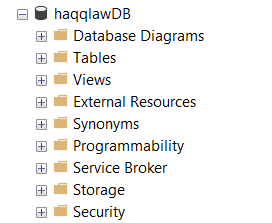 haqqlawDB
Database Diagrams
Tables
Views
External Resources
Synonyms
Programmability
Service Broker
Storage
Security